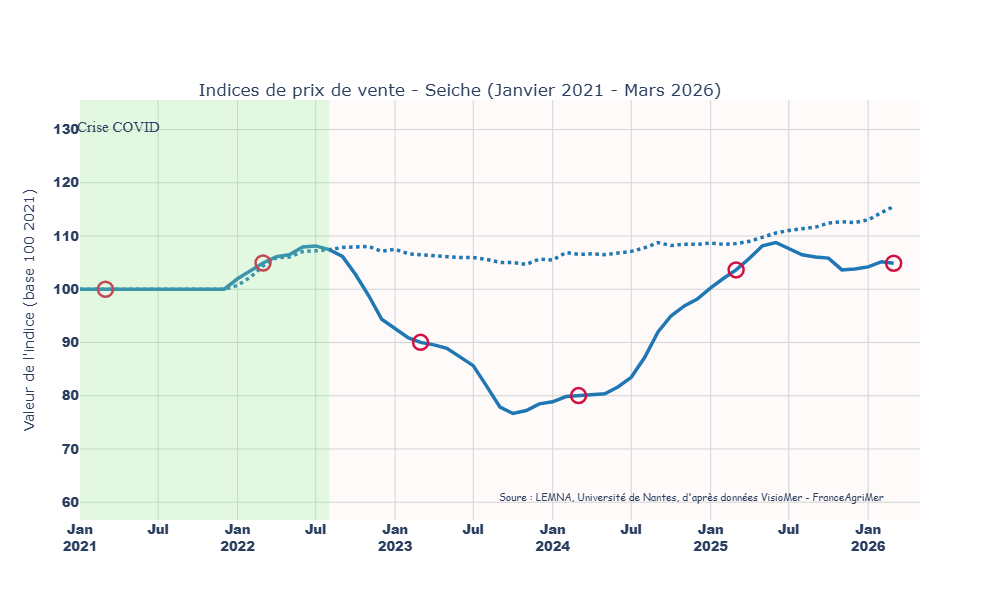 Indices de prix de vente - Seiche (Janvier 2021 - Mars 2026)
Crise COVID
Valeur de l'indice (base 100 2021)
130
120
110
100
90
80
70
60
Soure : LEMNA, Université de Nantes, d'après données VisioMer - FranceAgriMer
Jan Jul Jan Jul Jan Jul Jan Jul Jan Jul Jan
2021 2022 2023 2024 2025 2026